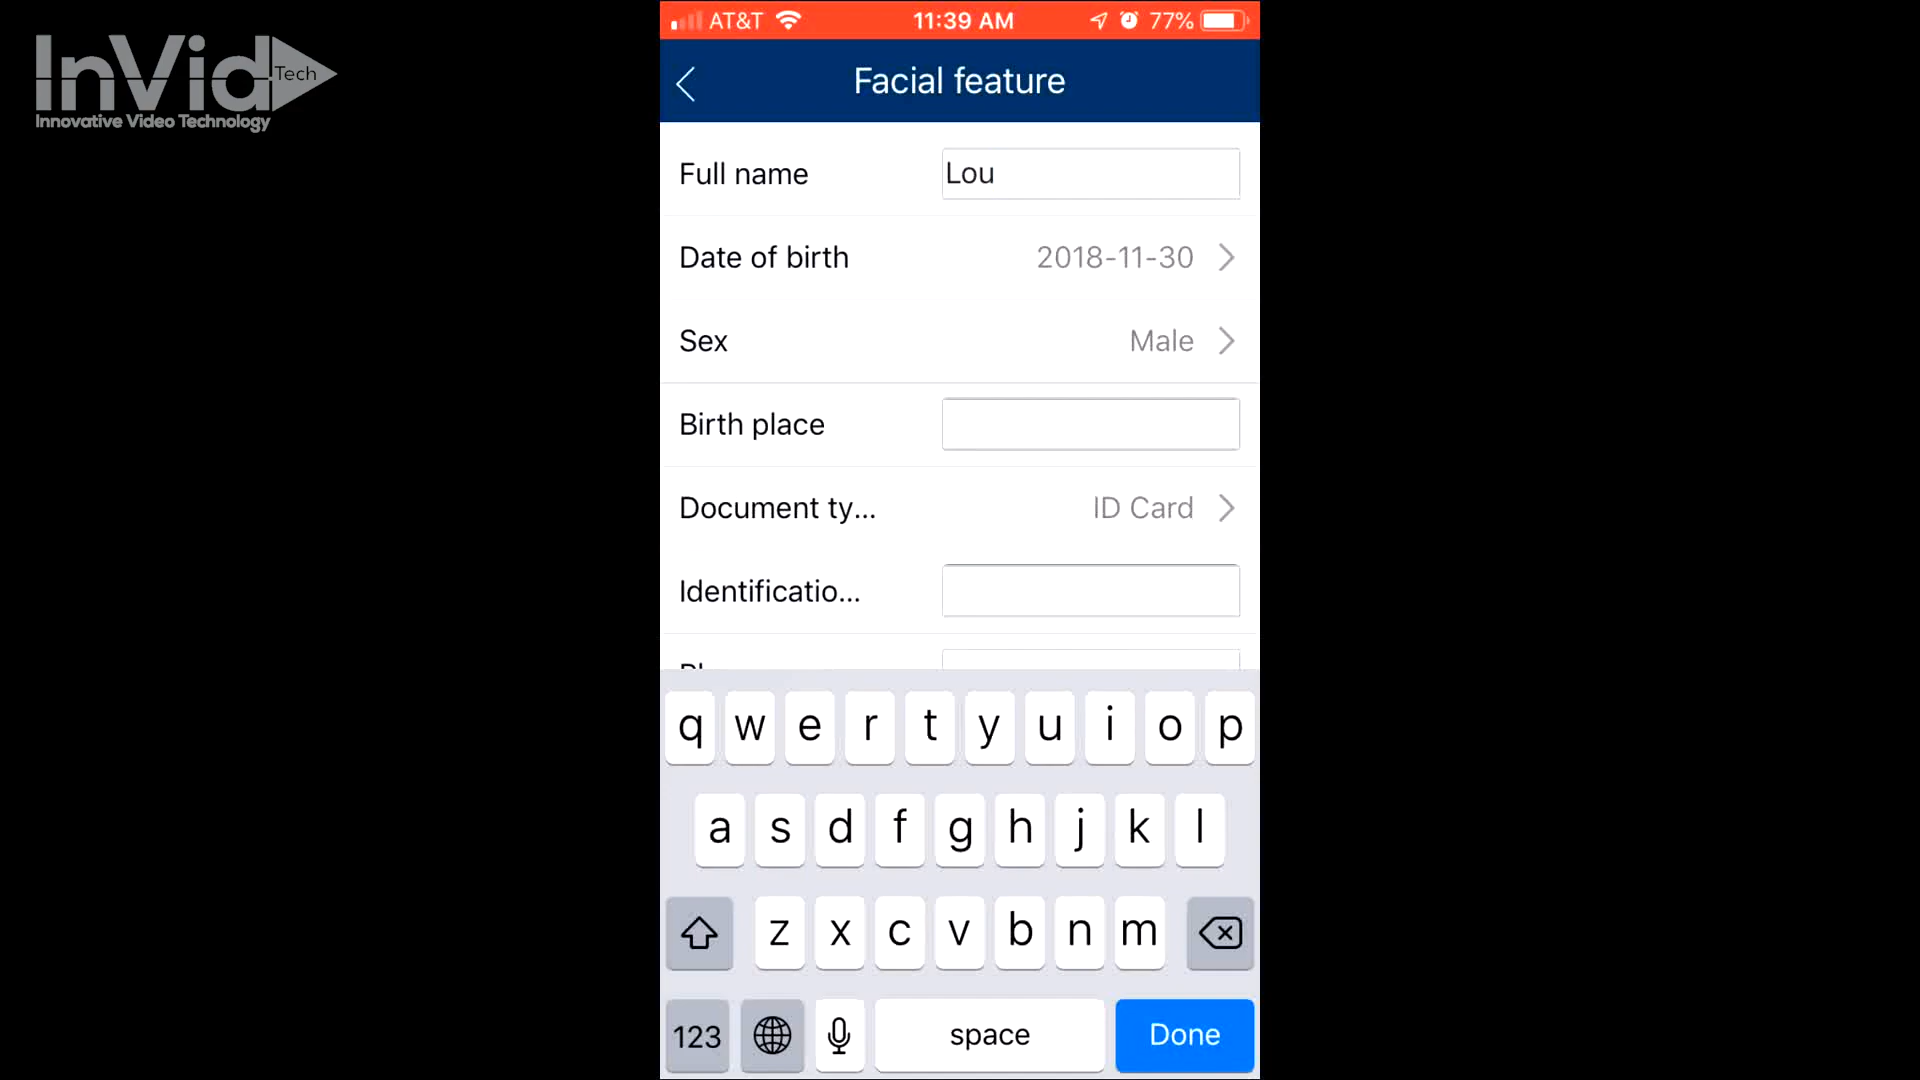 InVid Tech
Innovative Video Technology
AT&T 11:39 AM 77%
Facial feature
Full name Lou
Date of birth 2018-11-30
Sex Male
Birth place
Document ty... ID Card
Identificatio...
q w e r t y u i o p
a s d f g h j k l
z x c v b n m
123 space Done